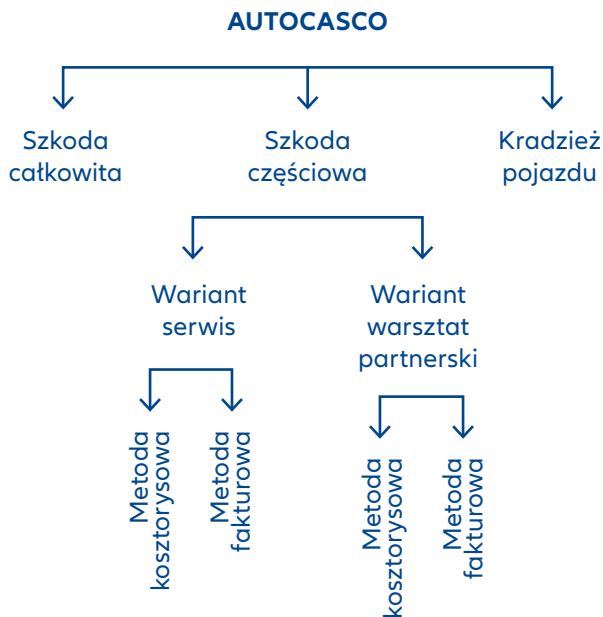 AUTOCASCO
Szkoda
całkowita
Szkoda
częściowa
Kradzież
pojazdu
Wariant
serwis
Wariant
warsztat
partnerski
Metoda
kosztorysowa
Metoda
fakturowa
Metoda
kosztorysowa
Metoda
fakturowa